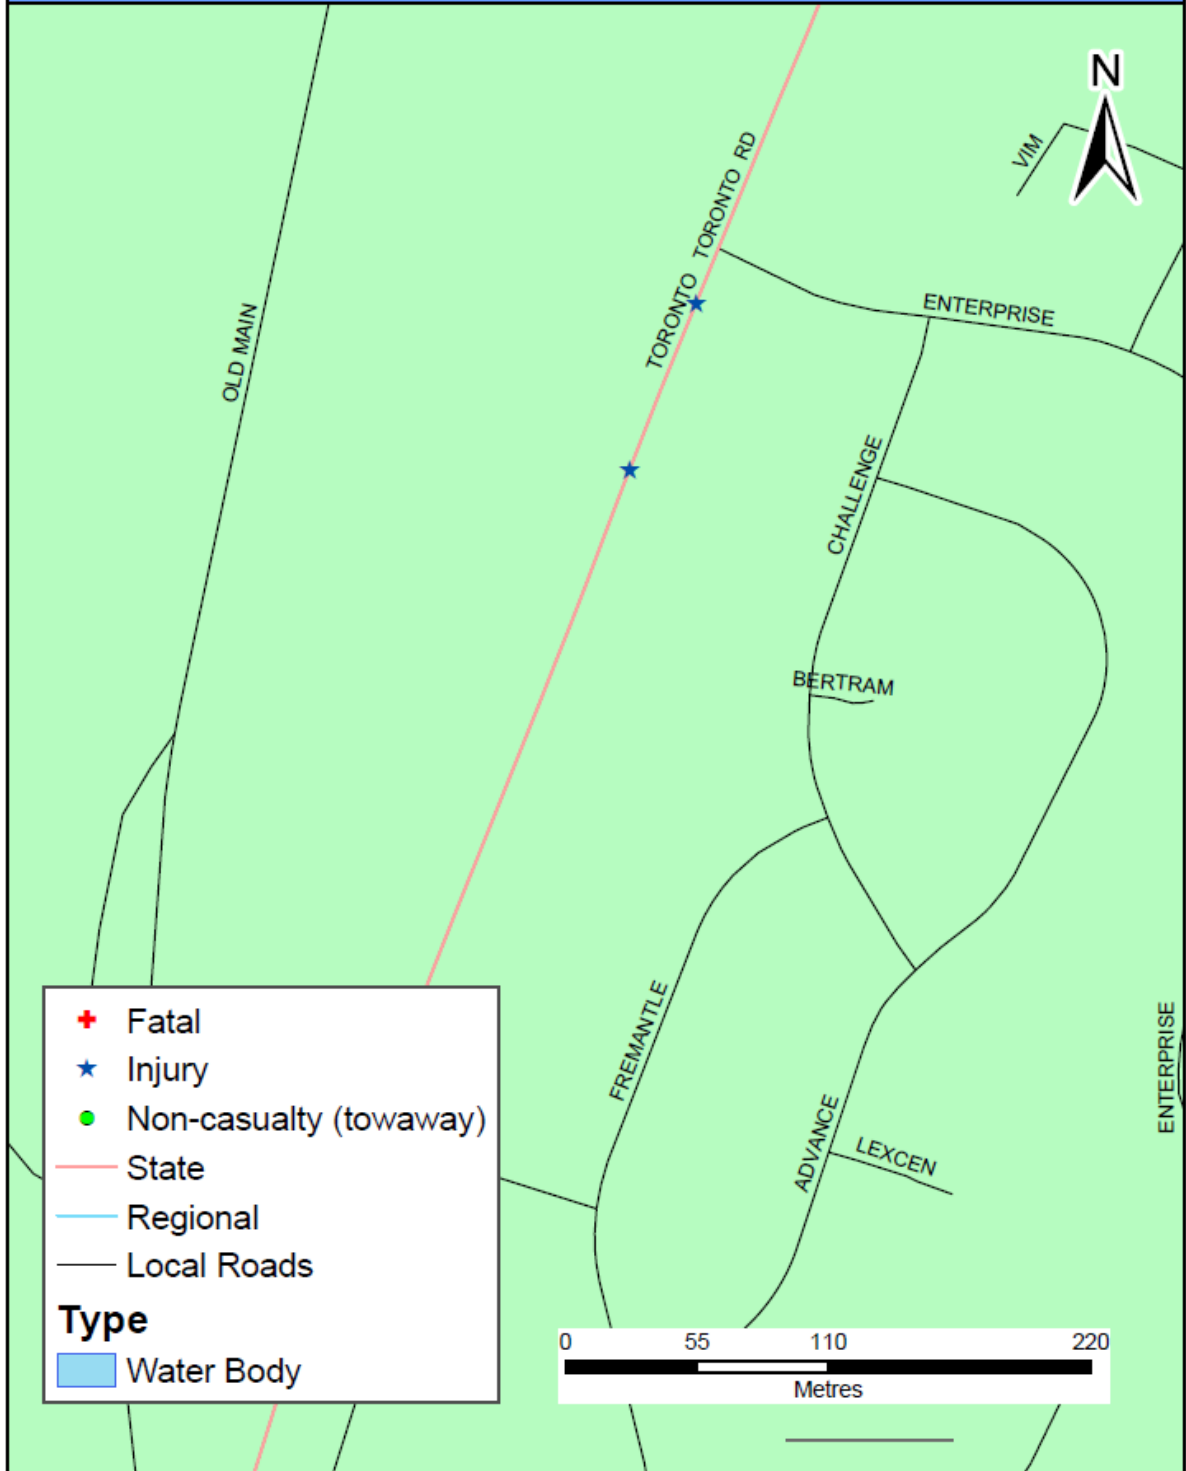 N
VIM
TORONTO RD
TORONTO
ENTERPRISE
OLD MAIN
CHALLENGE
BERTRAM
FREMANTLE
ENTERPRISE
ADVANCE
LEXCEN
Fatal
Injury
Non-casualty (towaway)
State
Regional
Local Roads
Type
Water Body
0 55 110 220
Metres